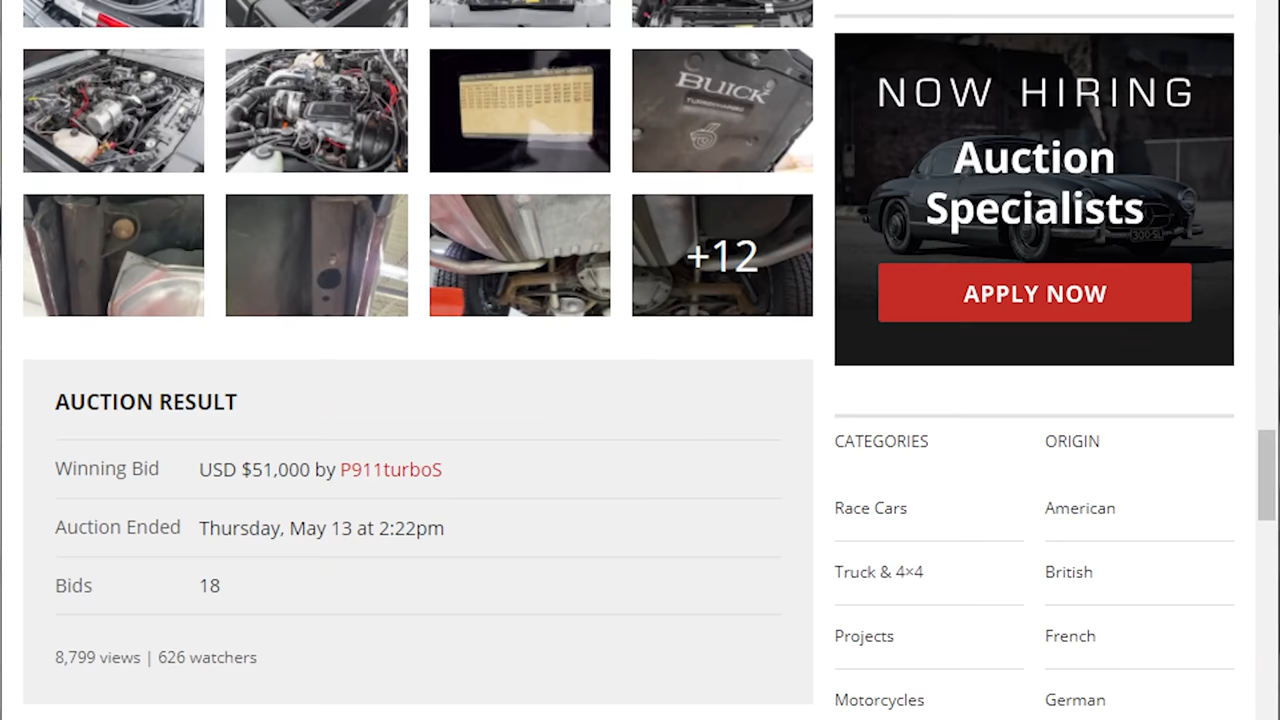 BUICK
+12
AUCTION RESULT
Winning Bid USD $51,000 by P911turboS
Auction Ended Thursday, May 13 at 2:22pm
Bids 18
8,799 views | 626 watchers
NOW HIRING
Auction
Specialists
300·SL
APPLY NOW
CATEGORIES ORIGIN
Race Cars American
Truck & 4×4 British
Projects French
Motorcycles German